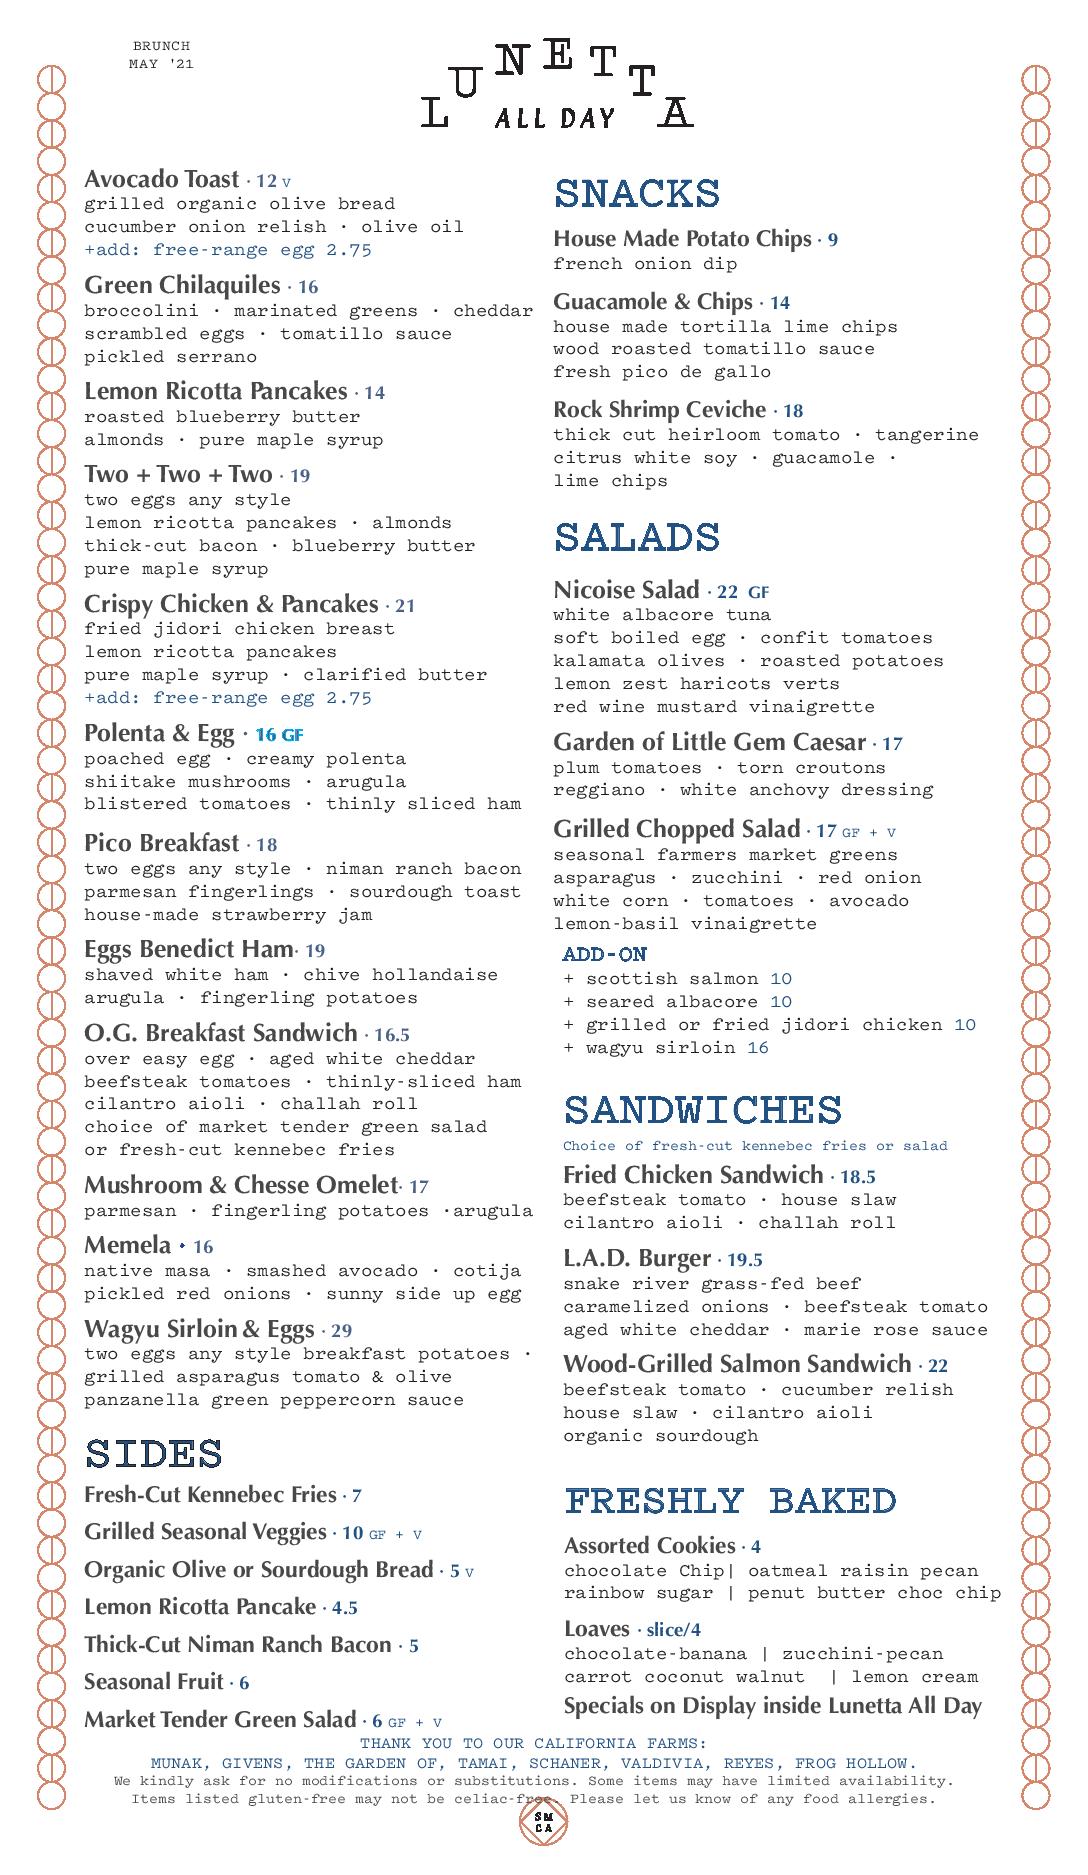 BRUNCH
MAY '21
LUNETTA
ALL DAY
Avocado Toast · 12 V
grilled organic olive bread
cucumber onion relish · olive oil
+add: free-range egg 2.75
Green Chilaquiles · 16
broccolini · marinated greens · cheddar
scrambled eggs · tomatillo sauce
pickled serrano
Lemon Ricotta Pancakes · 14
roasted blueberry butter
almonds · pure maple syrup
Two + Two + Two · 19
two eggs any style
lemon ricotta pancakes · almonds
thick-cut bacon · blueberry butter
pure maple syrup
Crispy Chicken & Pancakes · 21
fried jidori chicken breast
lemon ricotta pancakes
pure maple syrup · clarified butter
+add: free-range egg 2.75
Polenta & Egg · 16 GF
poached egg · creamy polenta
shiitake mushrooms · arugula
blistered tomatoes · thinly sliced ham
Pico Breakfast · 18
two eggs any style · niman ranch bacon
parmesan fingerlings · sourdough toast
house-made strawberry jam
Eggs Benedict Ham· 19
shaved white ham · chive hollandaise
arugula · fingerling potatoes
O.G. Breakfast Sandwich · 16.5
over easy egg · aged white cheddar
beefsteak tomatoes · thinly-sliced ham
cilantro aioli · challah roll
choice of market tender green salad
or fresh-cut kennebec fries
Mushroom & Chesse Omelet· 17
parmesan · fingerling potatoes ·arugula
Memela · 16
native masa · smashed avocado · cotija
pickled red onions · sunny side up egg
Wagyu Sirloin & Eggs · 29
two eggs any style breakfast potatoes ·
grilled asparagus tomato & olive
panzanella green peppercorn sauce
SIDES
Fresh-Cut Kennebec Fries · 7
Grilled Seasonal Veggies · 10 GF + V
Organic Olive or Sourdough Bread · 5 V
Lemon Ricotta Pancake · 4.5
Thick-Cut Niman Ranch Bacon · 5
Seasonal Fruit · 6
Market Tender Green Salad · 6 GF + V
SNACKS
House Made Potato Chips · 9
french onion dip
Guacamole & Chips · 14
house made tortilla lime chips
wood roasted tomatillo sauce
fresh pico de gallo
Rock Shrimp Ceviche · 18
thick cut heirloom tomato · tangerine
citrus white soy · guacamole ·
lime chips
SALADS
Nicoise Salad · 22 GF
white albacore tuna
soft boiled egg · confit tomatoes
kalamata olives · roasted potatoes
lemon zest haricots verts
red wine mustard vinaigrette
Garden of Little Gem Caesar · 17
plum tomatoes · torn croutons
reggiano · white anchovy dressing
Grilled Chopped Salad · 17 GF + V
seasonal farmers market greens
asparagus · zucchini · red onion
white corn · tomatoes · avocado
lemon-basil vinaigrette
ADD-ON
+ scottish salmon 10
+ seared albacore 10
+ grilled or fried jidori chicken 10
+ wagyu sirloin 16
SANDWICHES
Choice of fresh-cut kennebec fries or salad
Fried Chicken Sandwich · 18.5
beefsteak tomato · house slaw
cilantro aioli · challah roll
L.A.D. Burger · 19.5
snake river grass-fed beef
caramelized onions · beefsteak tomato
aged white cheddar · marie rose sauce
Wood-Grilled Salmon Sandwich · 22
beefsteak tomato · cucumber relish
house slaw · cilantro aioli
organic sourdough
FRESHLY BAKED
Assorted Cookies · 4
chocolate Chip| oatmeal raisin pecan
rainbow sugar | penut butter choc chip
Loaves · slice/4
chocolate-banana | zucchini-pecan
carrot coconut walnut | lemon cream
Specials on Display inside Lunetta All Day
THANK YOU TO OUR CALIFORNIA FARMS:
MUNAK, GIVENS, THE GARDEN OF, TAMAI, SCHANER, VALDIVIA, REYES, FROG HOLLOW.
We kindly ask for no modifications or substitutions. Some items may have limited availability.
Items listed gluten-free may not be celiac-free. Please let us know of any food allergies.
SM
CA